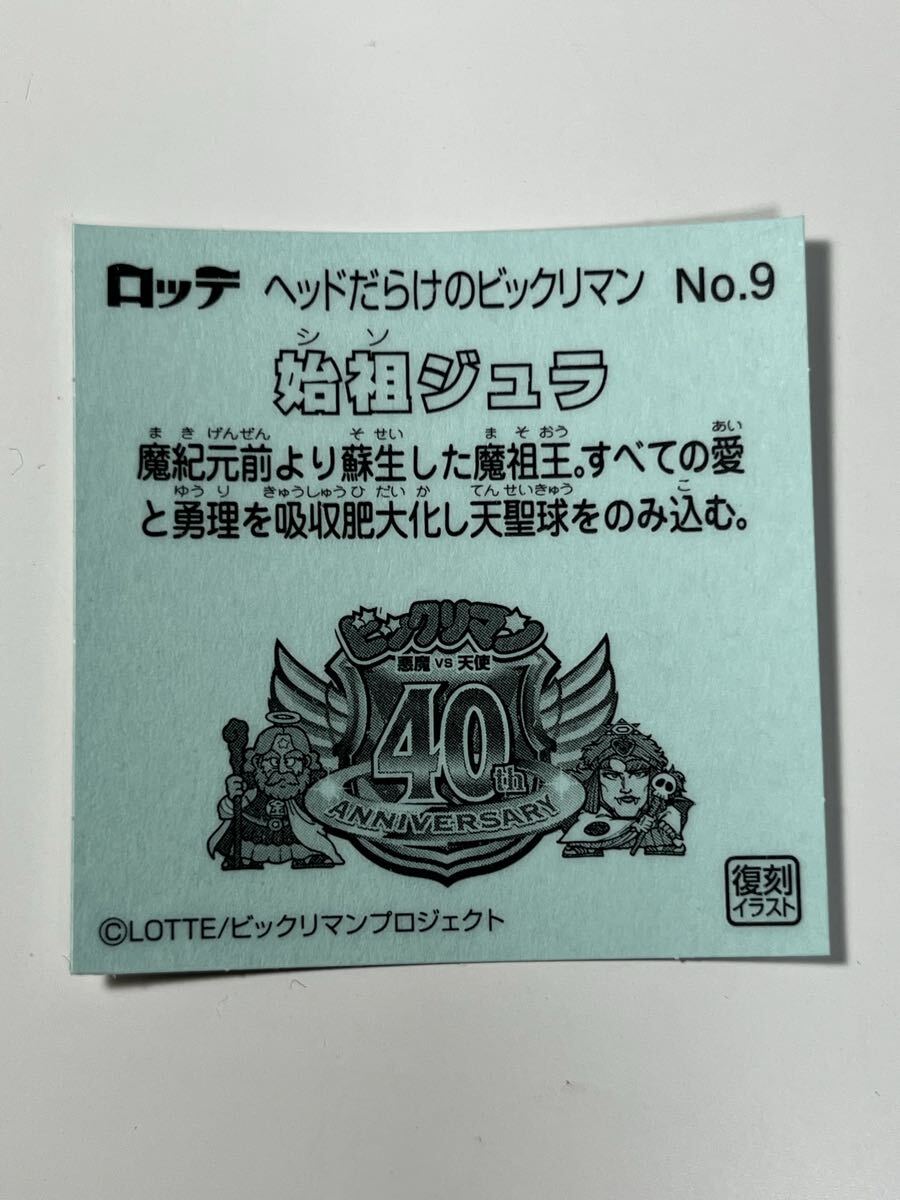 ロッテ ヘッドだらけのビックリマン No.9
シソ
始祖ジュラ
まきげんぜん そせい まそおう あい
魔紀元前より蘇生した魔祖王。すべての愛
ゆうり きゅうしゅうひだいか てんせいきゅう こ
と勇理を吸収肥大化し天聖球をのみ込む。
ビックリマン
悪魔 VS 天使
40th
ANNIVERSARY
復刻
イラスト
©LOTTE/ビックリマンプロジェクト